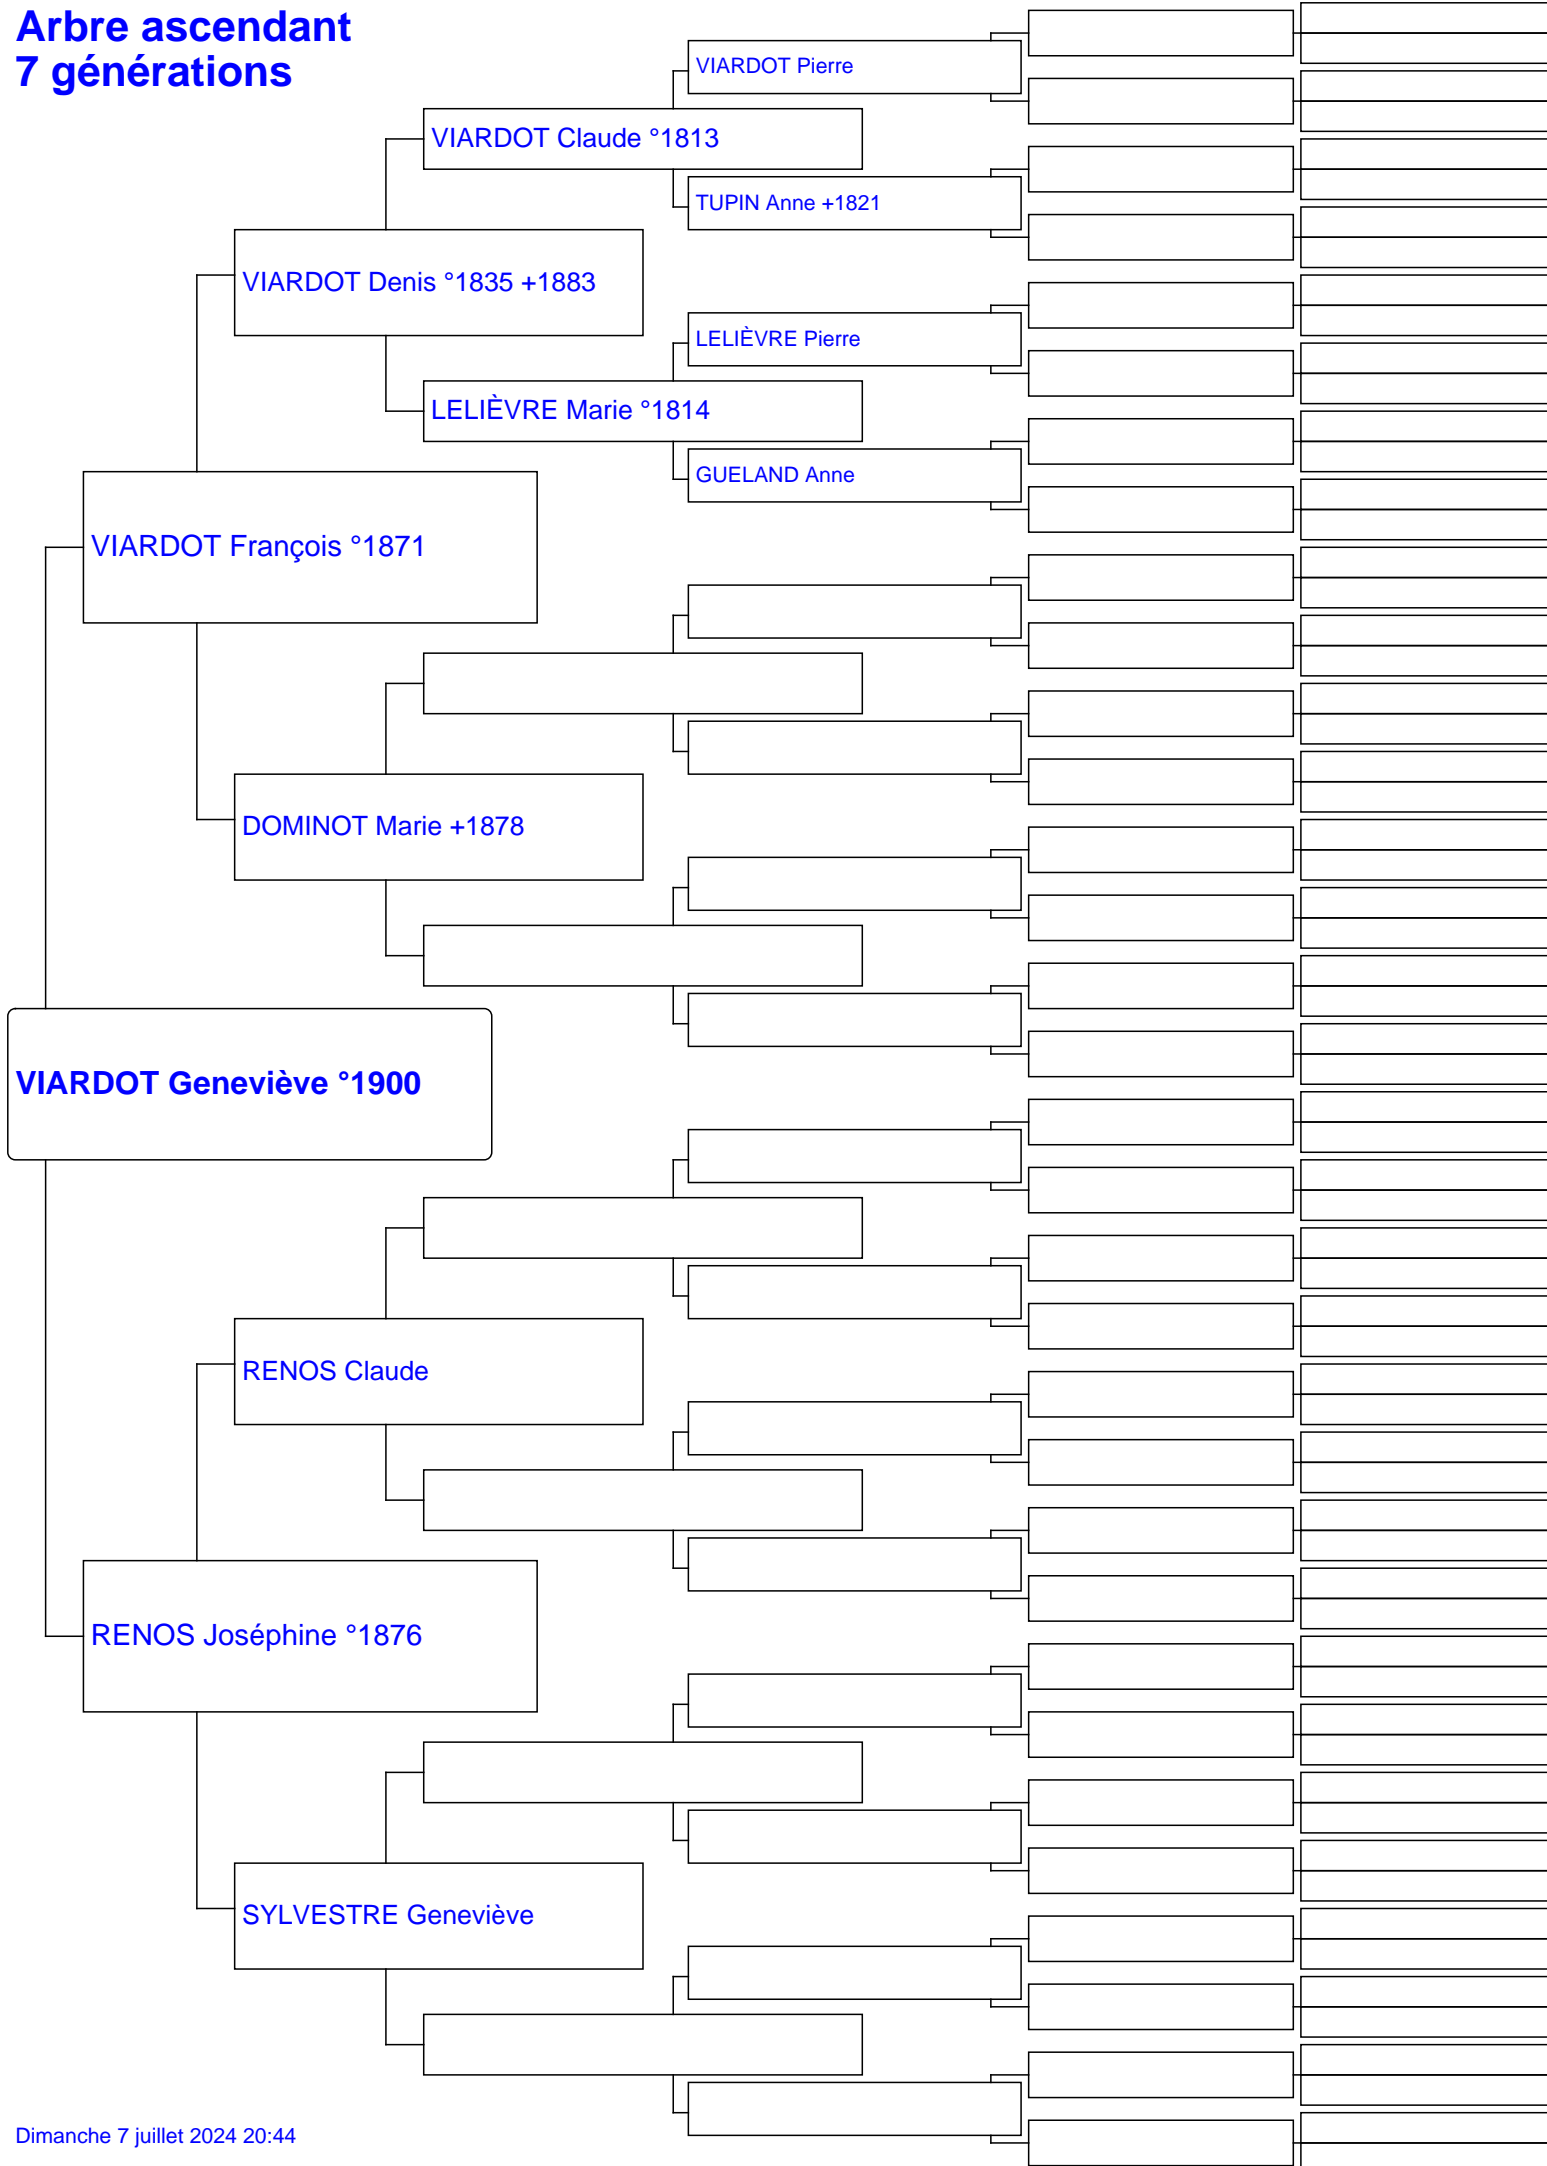 Arbre ascendant
7 générations
VIARDOT Pierre
VIARDOT Claude °1813
TUPIN Anne +1821
VIARDOT Denis °1835 +1883
LELIÈVRE Pierre
LELIÈVRE Marie °1814
GUELAND Anne
VIARDOT François °1871
DOMINOT Marie +1878
VIARDOT Geneviève °1900
RENOS Claude
RENOS Joséphine °1876
SYLVESTRE Geneviève
Dimanche 7 juillet 2024 20:44